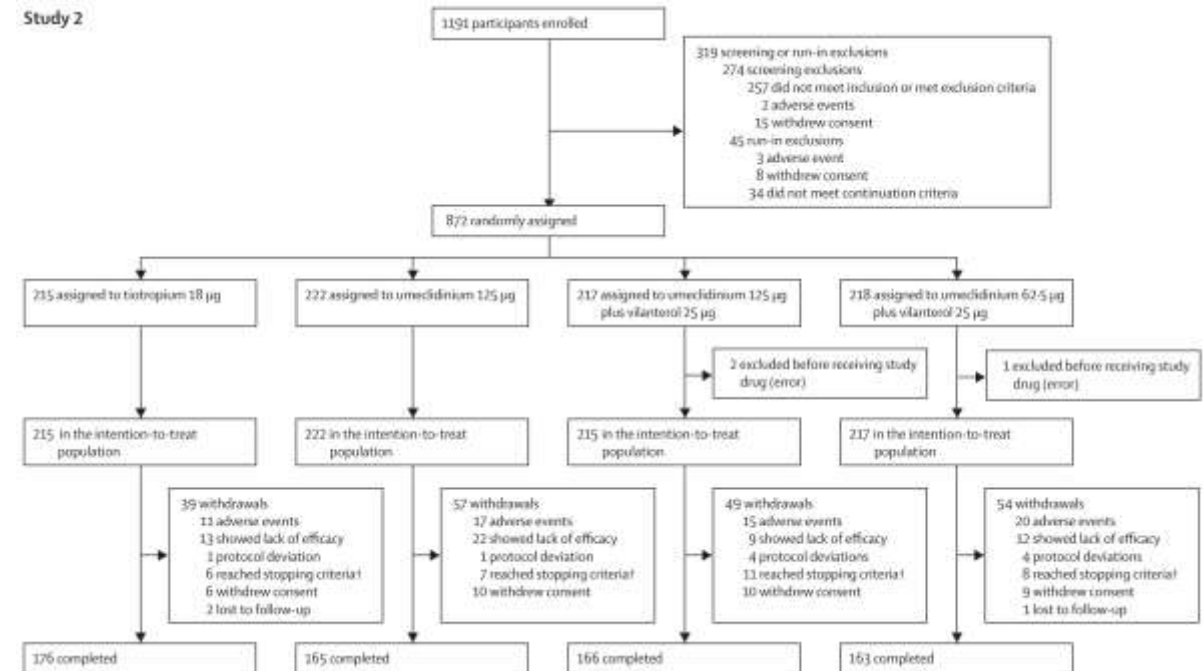 Study 2
1191 participants enrolled
319 screening or run-in exclusions
274 screening exclusions
257 did not meet inclusion or met exclusion criteria
2 adverse events
15 withdrew consent
45 run-in exclusions
3 adverse event
8 withdrew consent
34 did not meet continuation criteria
872 randomly assigned
215 assigned to tiotropium 18 µg
222 assigned to umeclidinium 125 µg
217 assigned to umeclidinium 125 µg
plus vilanterol 25 µg
218 assigned to umeclidinium 62·5 µg
plus vilanterol 25 µg
2 excluded before receiving study
drug (error)
1 excluded before receiving study
drug (error)
215 in the intention-to-treat
population
222 in the intention-to-treat
population
215 in the intention-to-treat
population
217 in the intention-to-treat
population
39 withdrawals
11 adverse events
13 showed lack of efficacy
1 protocol deviation
6 reached stopping criteria†
6 withdrew consent
2 lost to follow-up
57 withdrawals
17 adverse events
22 showed lack of efficacy
1 protocol deviation
7 reached stopping criteria†
10 withdrew consent
49 withdrawals
15 adverse events
9 showed lack of efficacy
4 protocol deviations
11 reached stopping criteria†
10 withdrew consent
54 withdrawals
20 adverse events
12 showed lack of efficacy
4 protocol deviations
8 reached stopping criteria†
9 withdrew consent
1 lost to follow-up
176 completed
165 completed
166 completed
163 completed